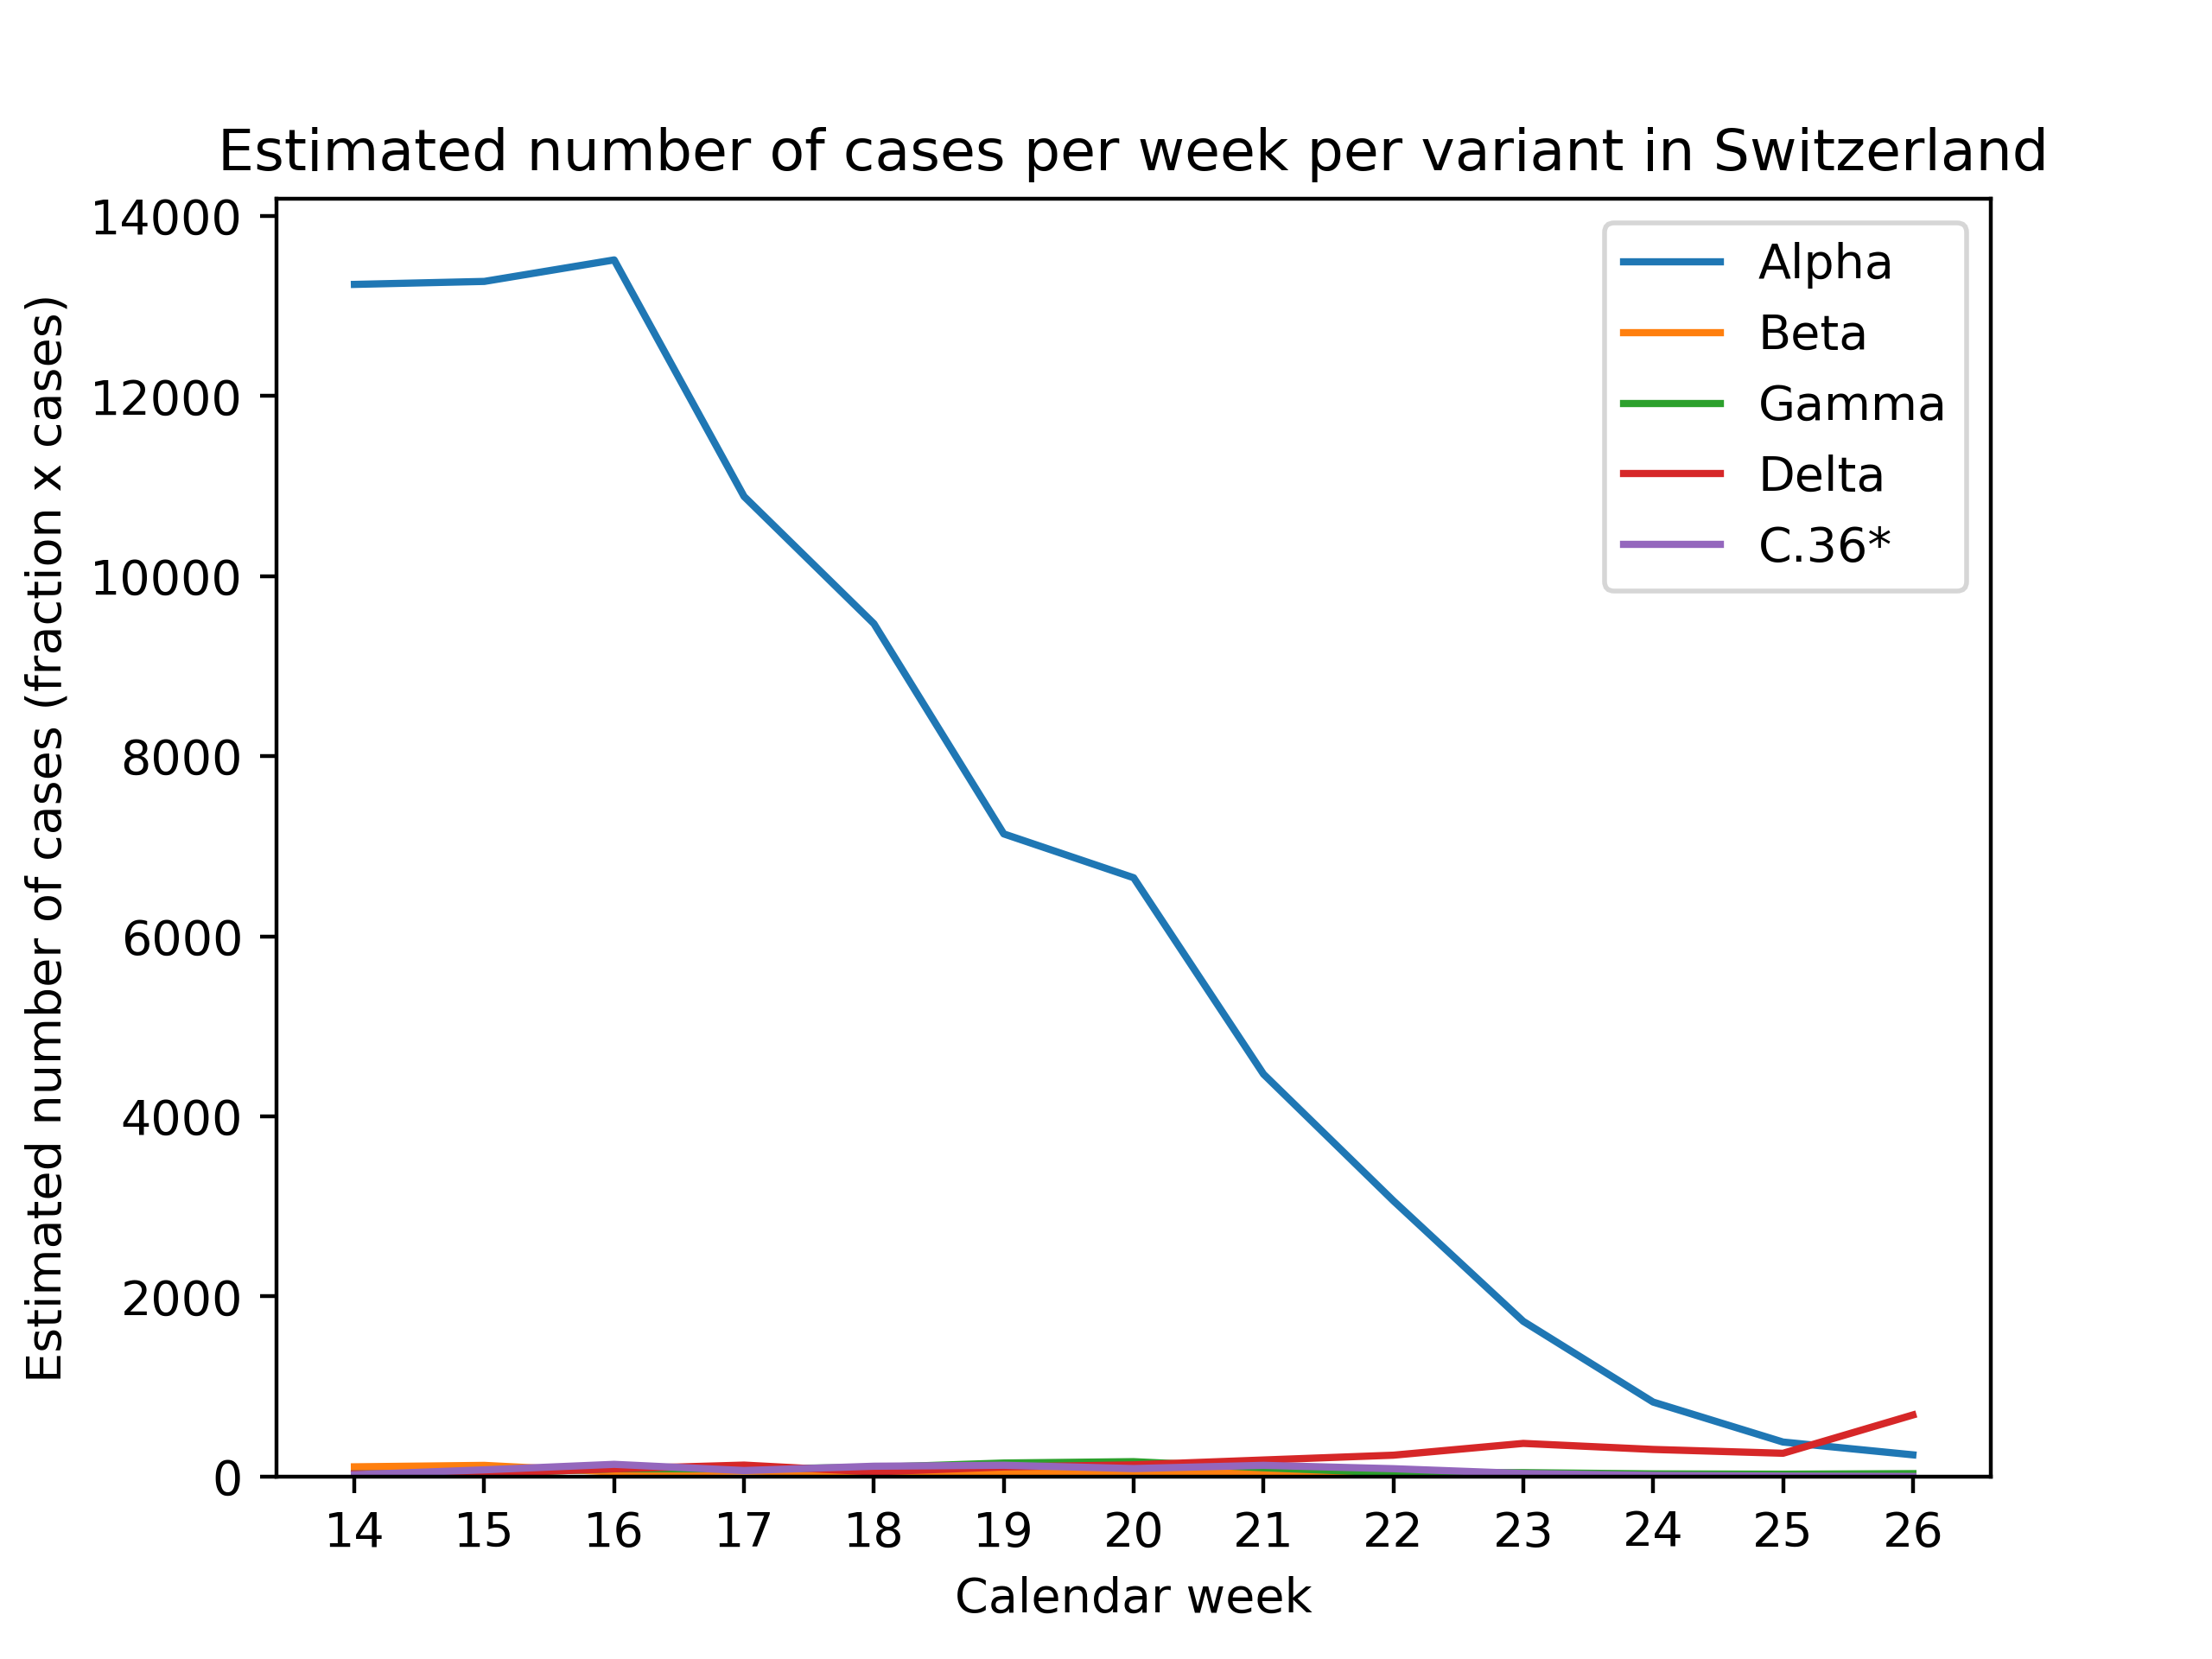 Estimated number of cases per week per variant in Switzerland
Estimated number of cases (fraction x cases)
14000
12000
10000
8000
6000
4000
2000
0
Alpha
Beta
Gamma
Delta
C.36*
14 15 16 17 18 19 20 21 22 23 24 25 26
Calendar week